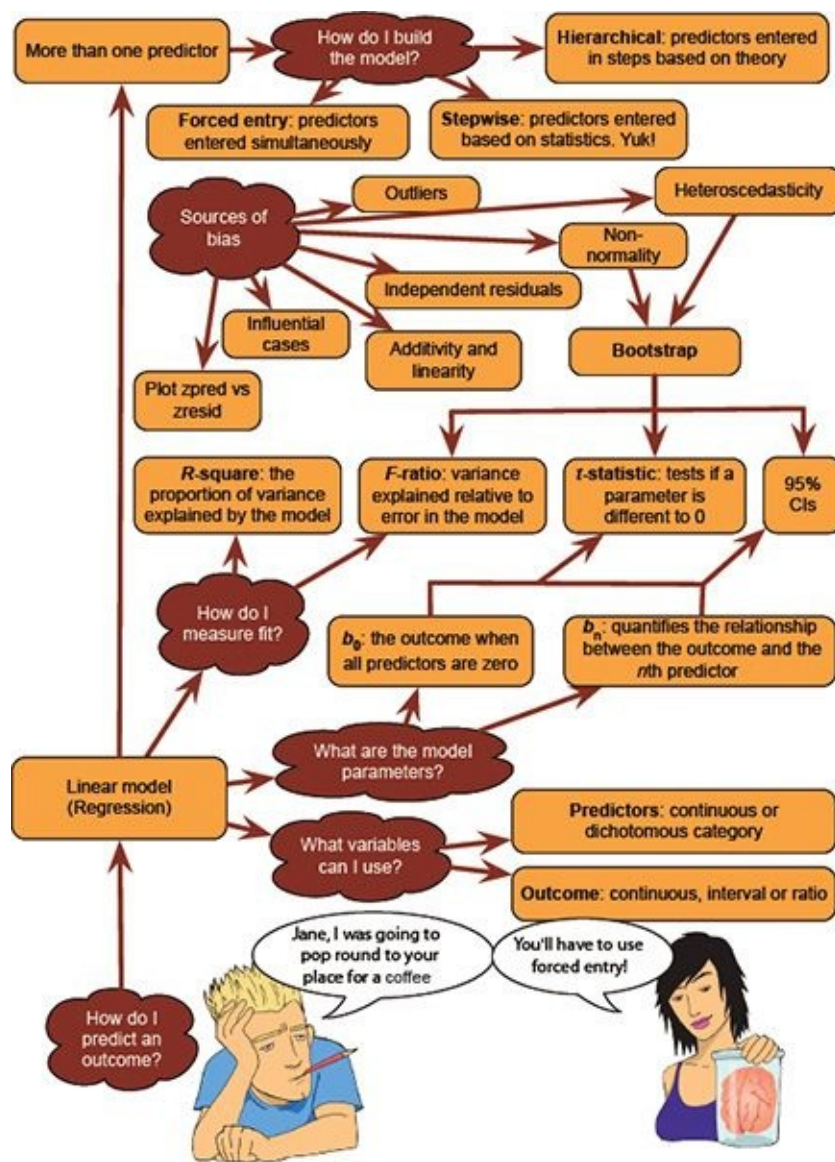 More than one predictor
How do I build
the model?
Hierarchical: predictors entered
in steps based on theory
Forced entry: predictors
entered simultaneously
Stepwise: predictors entered
based on statistics. Yuk!
Sources of
bias
Outliers
Heteroscedasticity
Non-
normality
Independent residuals
Influential
cases
Additivity and
linearity
Bootstrap
Plot zpred vs
zresid
R-square: the
proportion of variance
explained by the model
F-ratio: variance
explained relative to
error in the model
t-statistic: tests if a
parameter is
different to 0
95%
CIs
How do I
measure fit?
b0: the outcome when
all predictors are zero
bn: quantifies the relationship
between the outcome and the
nth predictor
What are the model
parameters?
Linear model
(Regression)
What variables
can I use?
Predictors: continuous or
dichotomous category
Outcome: continuous, interval or ratio
Jane, I was going to
pop round to your
place for a coffee
You'll have to use
forced entry!
How do I
predict an
outcome?